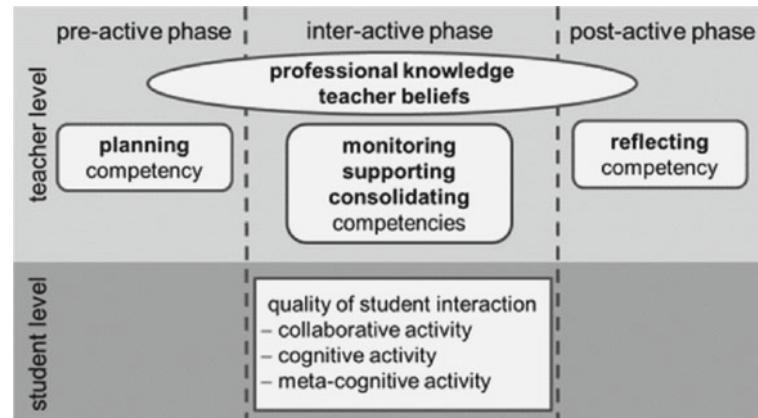 pre-active phase
inter-active phase
post-active phase
teacher level
professional knowledge
teacher beliefs
planning
competency
monitoring
supporting
consolidating
competencies
reflecting
competency
student level
quality of student interaction
– collaborative activity
– cognitive activity
– meta-cognitive activity